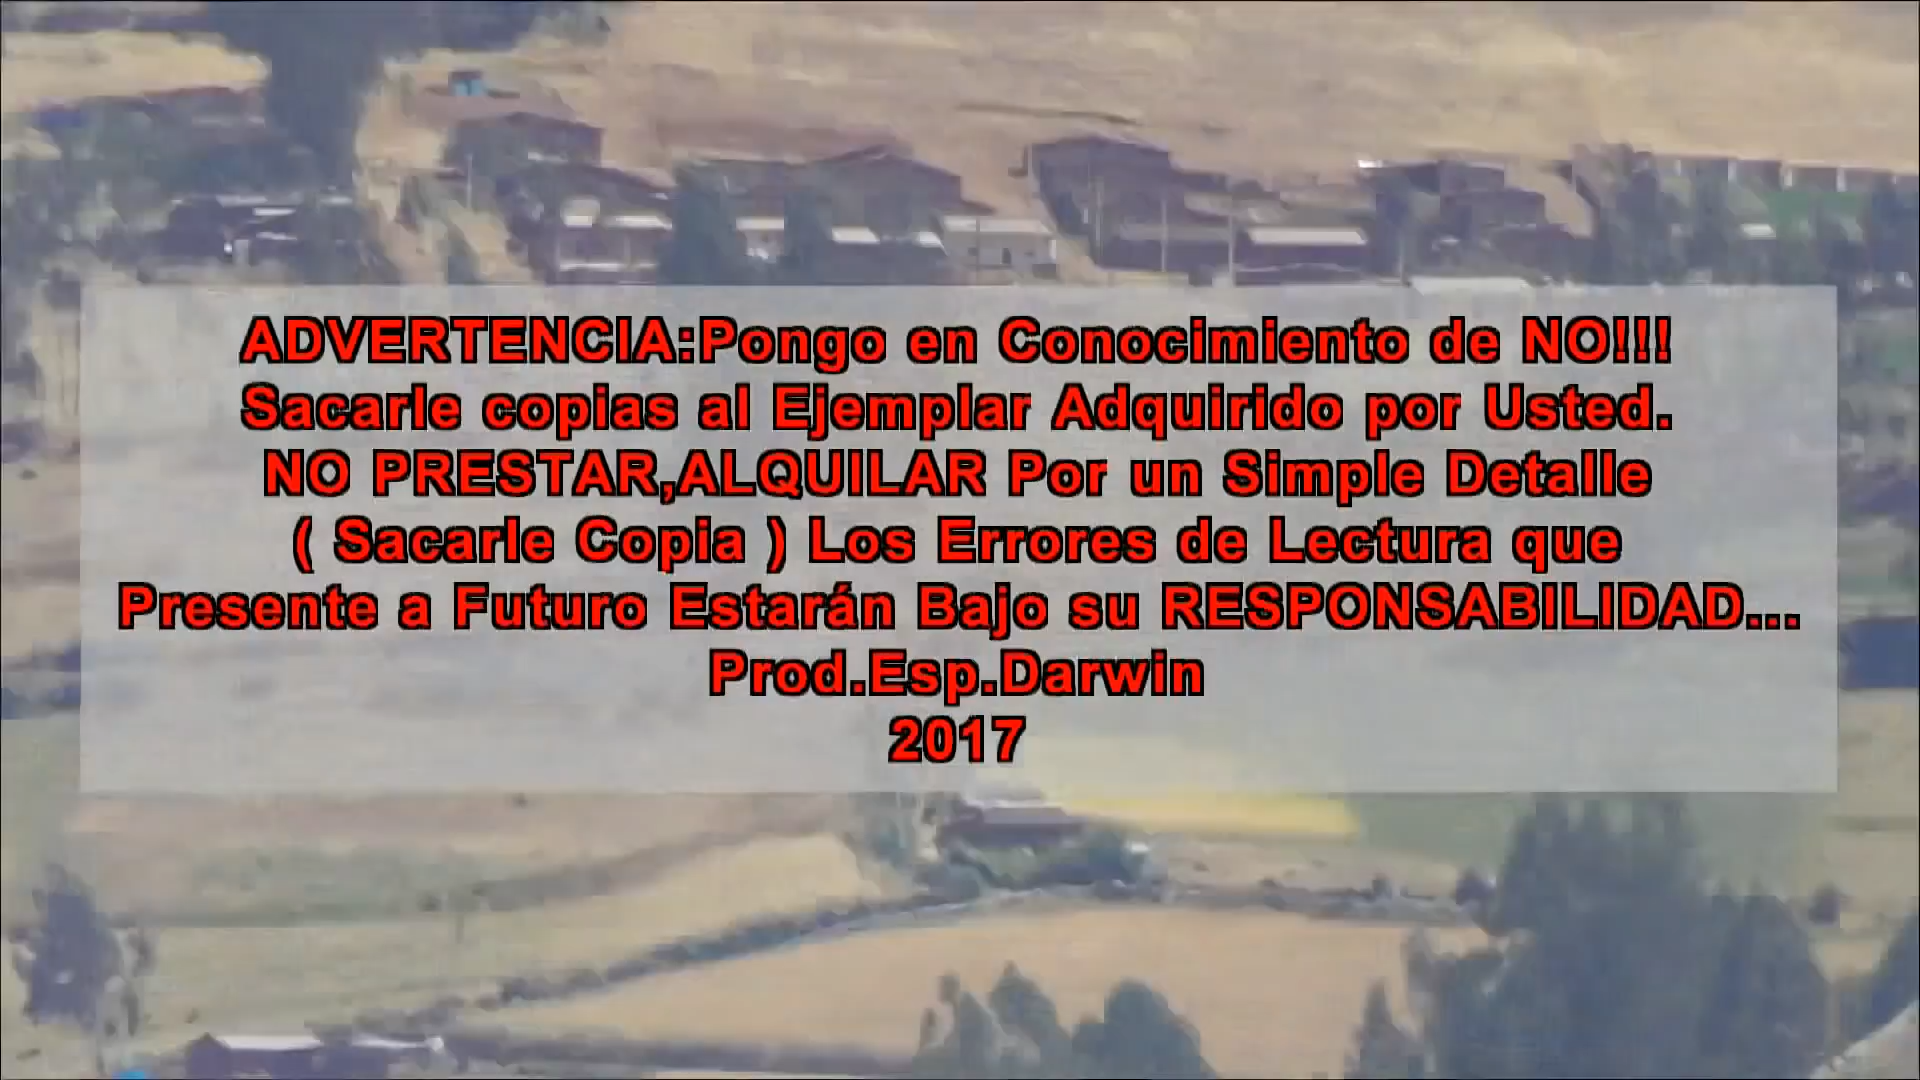 ADVERTENCIA:Pongo en Conocimiento de NO!!!
Sacarle copias al Ejemplar Adquirido por Usted.
NO PRESTAR,ALQUILAR Por un Simple Detalle
( Sacarle Copia ) Los Errores de Lectura que
Presente a Futuro Estarán Bajo su RESPONSABILIDAD...
Prod.Esp.Darwin
2017